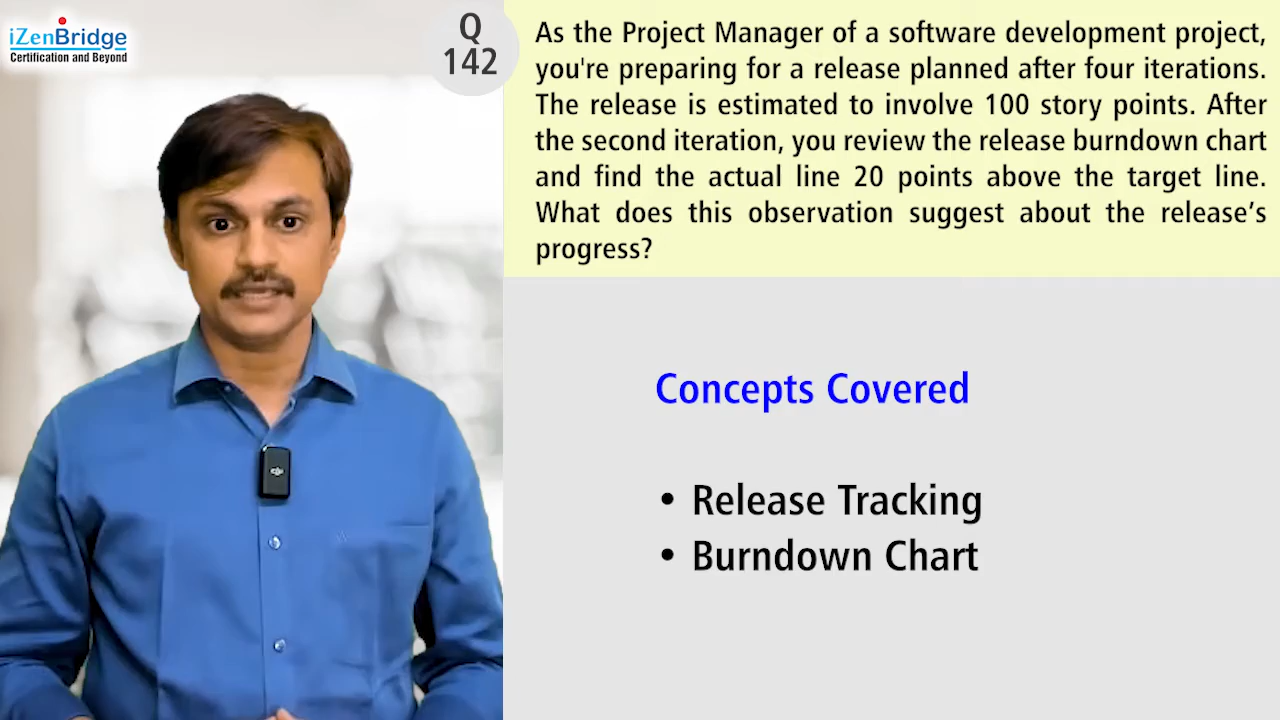 iZenBridge
Certification and Beyond
Q
142
As the Project Manager of a software development project,
you're preparing for a release planned after four iterations.
The release is estimated to involve 100 story points. After
the second iteration, you review the release burndown chart
and find the actual line 20 points above the target line.
What does this observation suggest about the release’s
progress?
Concepts Covered
• Release Tracking
• Burndown Chart